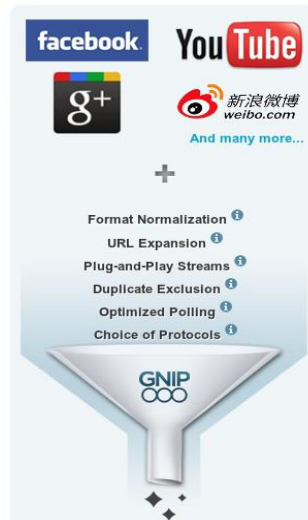 facebook.
YouTube
g+
新浪微博
weibo.com
And many more...
+
Format Normalization i
URL Expansion i
Plug-and-Play Streams i
Duplicate Exclusion i
Optimized Polling i
Choice of Protocols i
GNIP